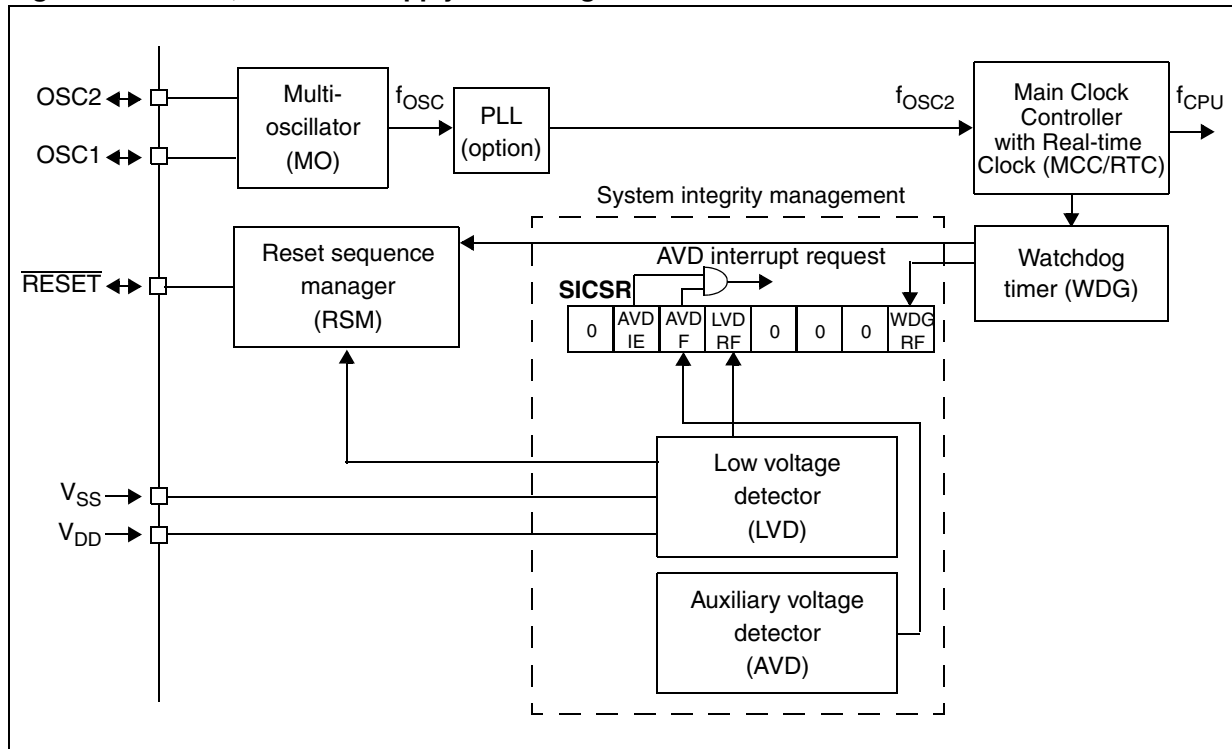 OSC2
OSC1
Multi-
oscillator
(MO)
fOSC
PLL
(option)
fOSC2
Main Clock
Controller
with Real-time
Clock (MCC/RTC)
fCPU
System integrity management
RESET
Reset sequence
manager
(RSM)
AVD interrupt request
Watchdog
timer (WDG)
SICSR
0
AVD
IE
AVD
F
LVD
RF
0
0
0
WDG
RF
VSS
VDD
Low voltage
detector
(LVD)
Auxiliary voltage
detector
(AVD)